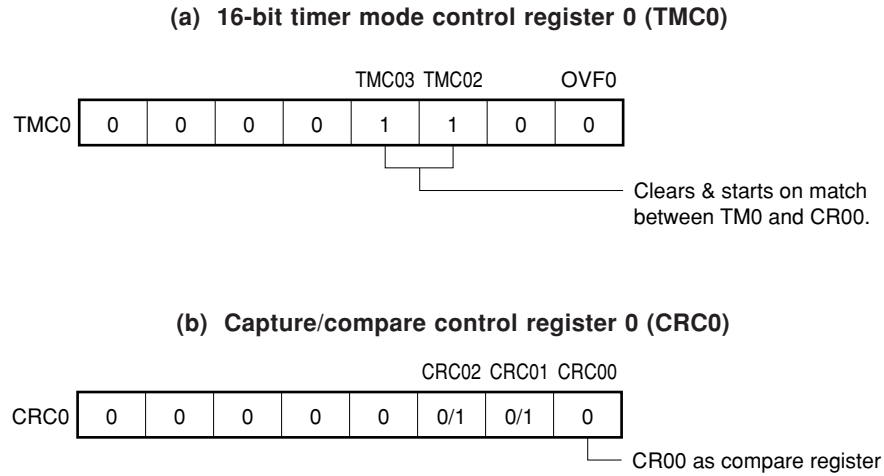 (a) 16-bit timer mode control register 0 (TMC0)
TMC03 TMC02 OVF0
TMC0 0 0 0 0 1 1 0 0
Clears & starts on match
between TM0 and CR00.
(b) Capture/compare control register 0 (CRC0)
CRC02 CRC01 CRC00
CRC0 0 0 0 0 0 0/1 0/1 0
CR00 as compare register